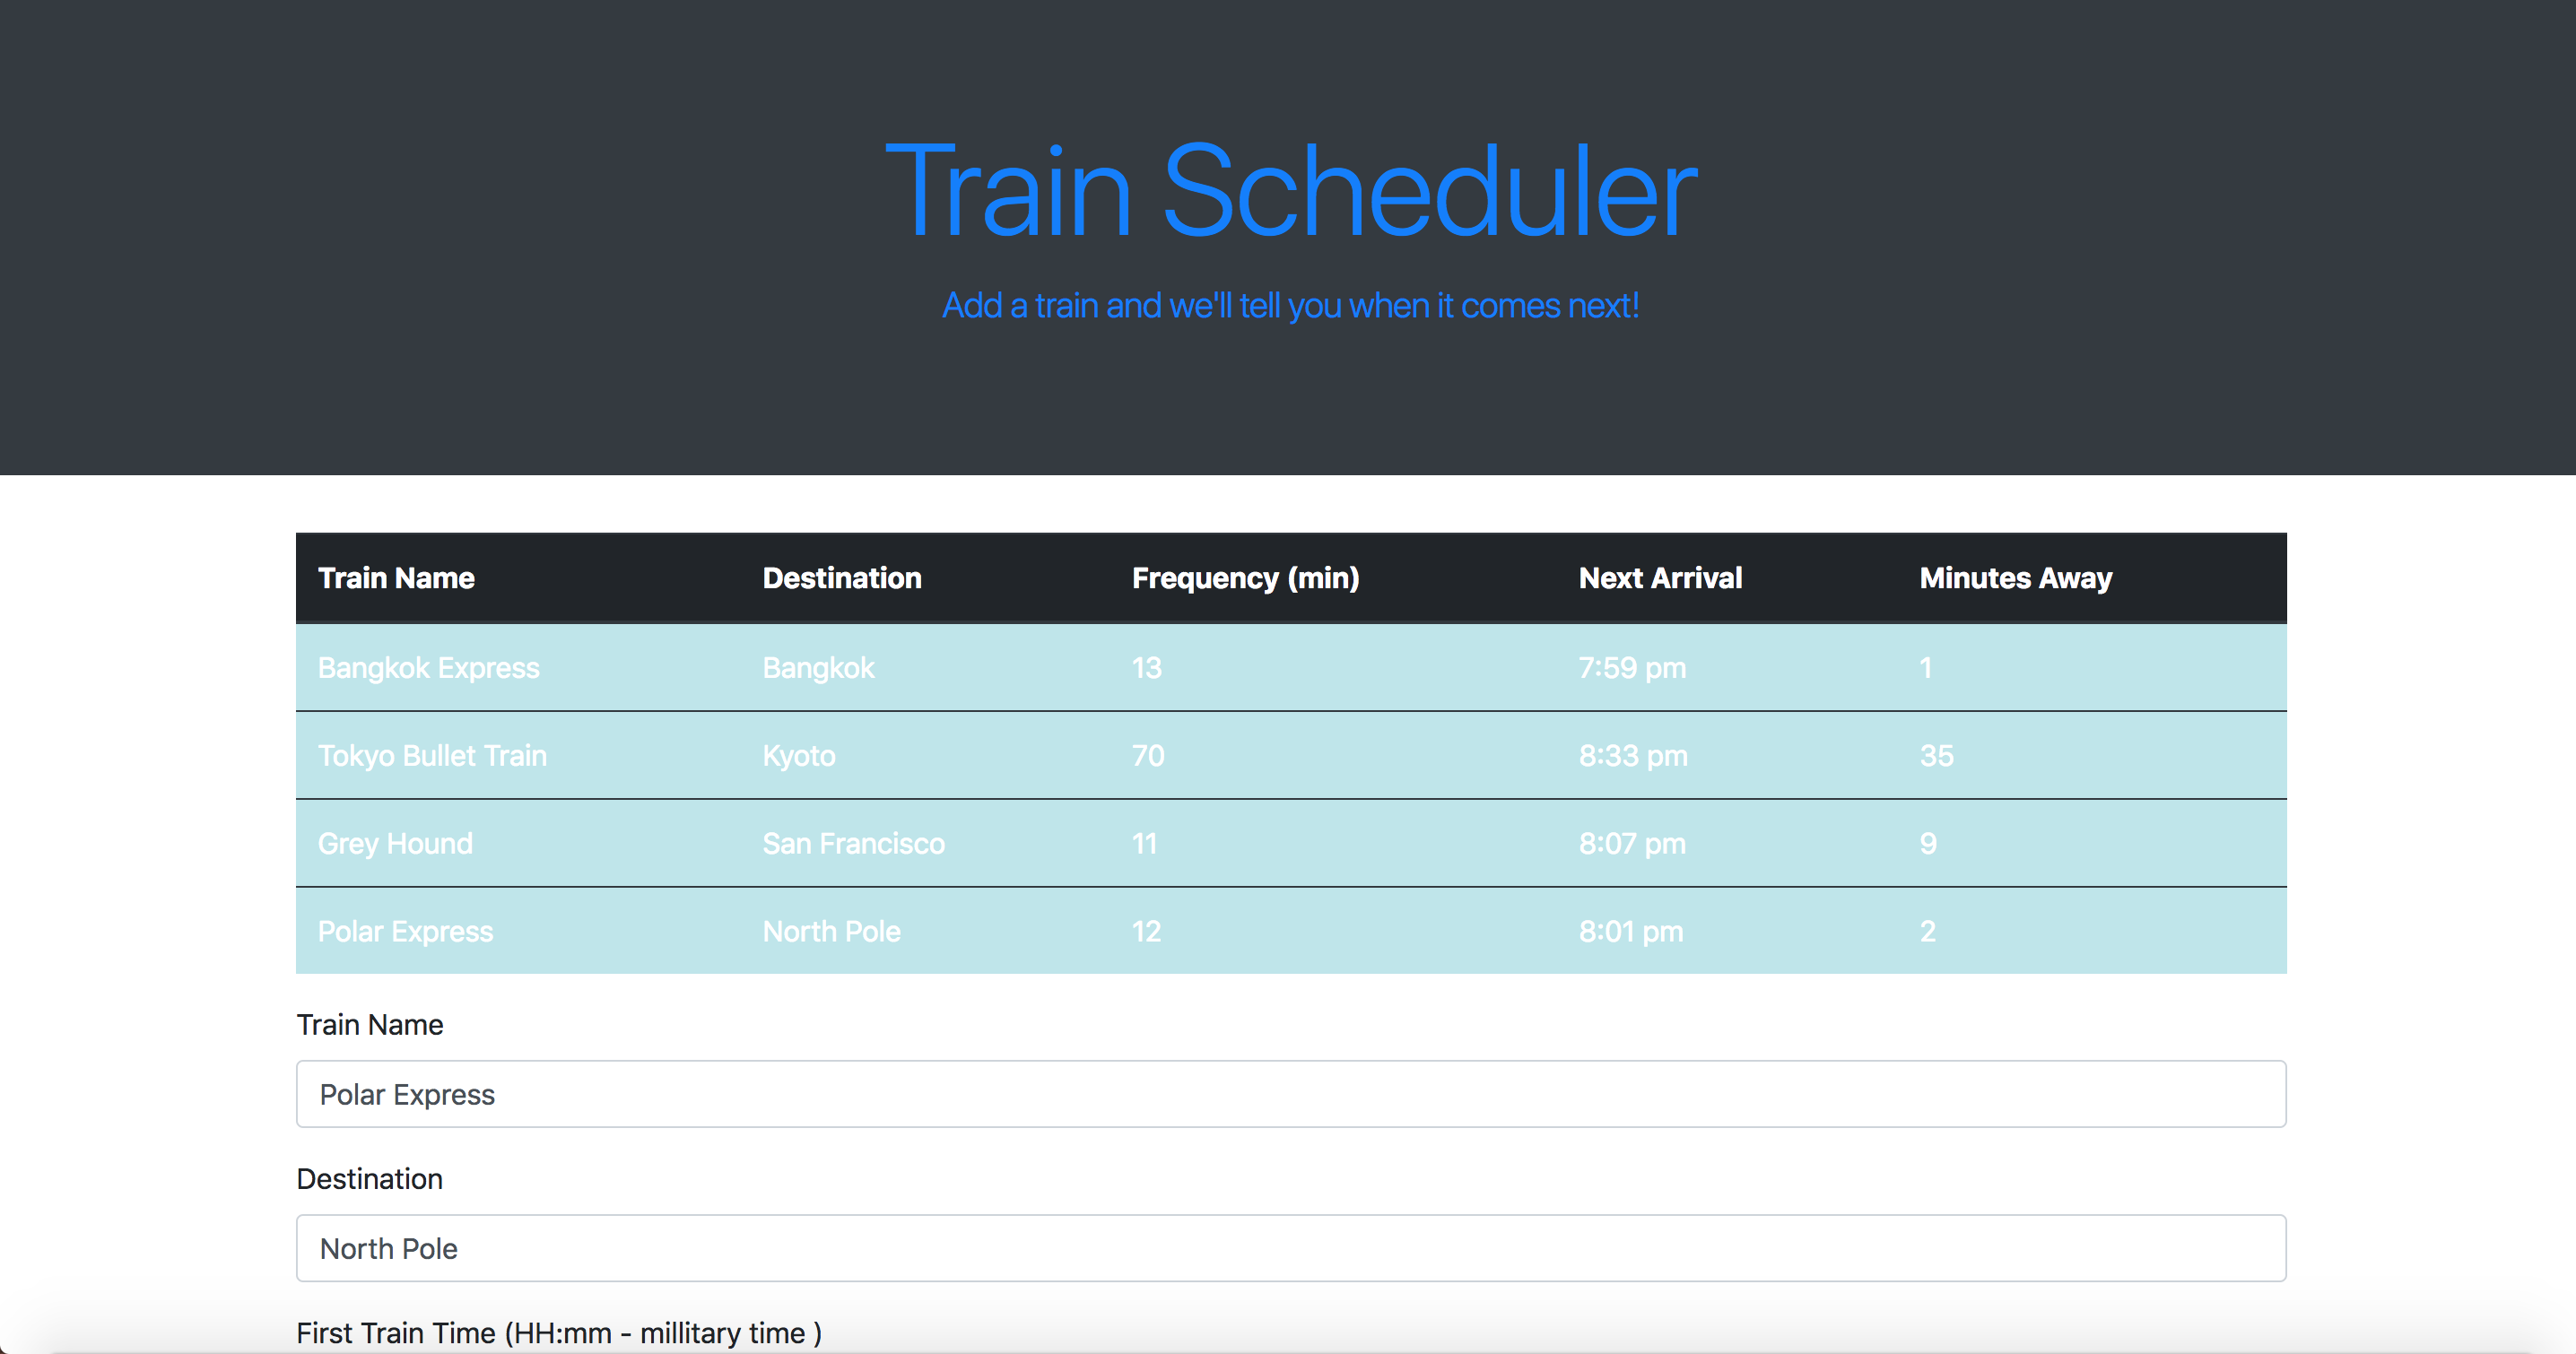 Train Scheduler
Add a train and we'll tell you when it comes next!
Train Name Destination Frequency (min) Next Arrival Minutes Away
Bangkok Express Bangkok 13 7:59 pm 1
Tokyo Bullet Train Kyoto 70 8:33 pm 35
Grey Hound San Francisco 11 8:07 pm 9
Polar Express North Pole 12 8:01 pm 2
Train Name
Polar Express
Destination
North Pole
First Train Time (HH:mm - millitary time )